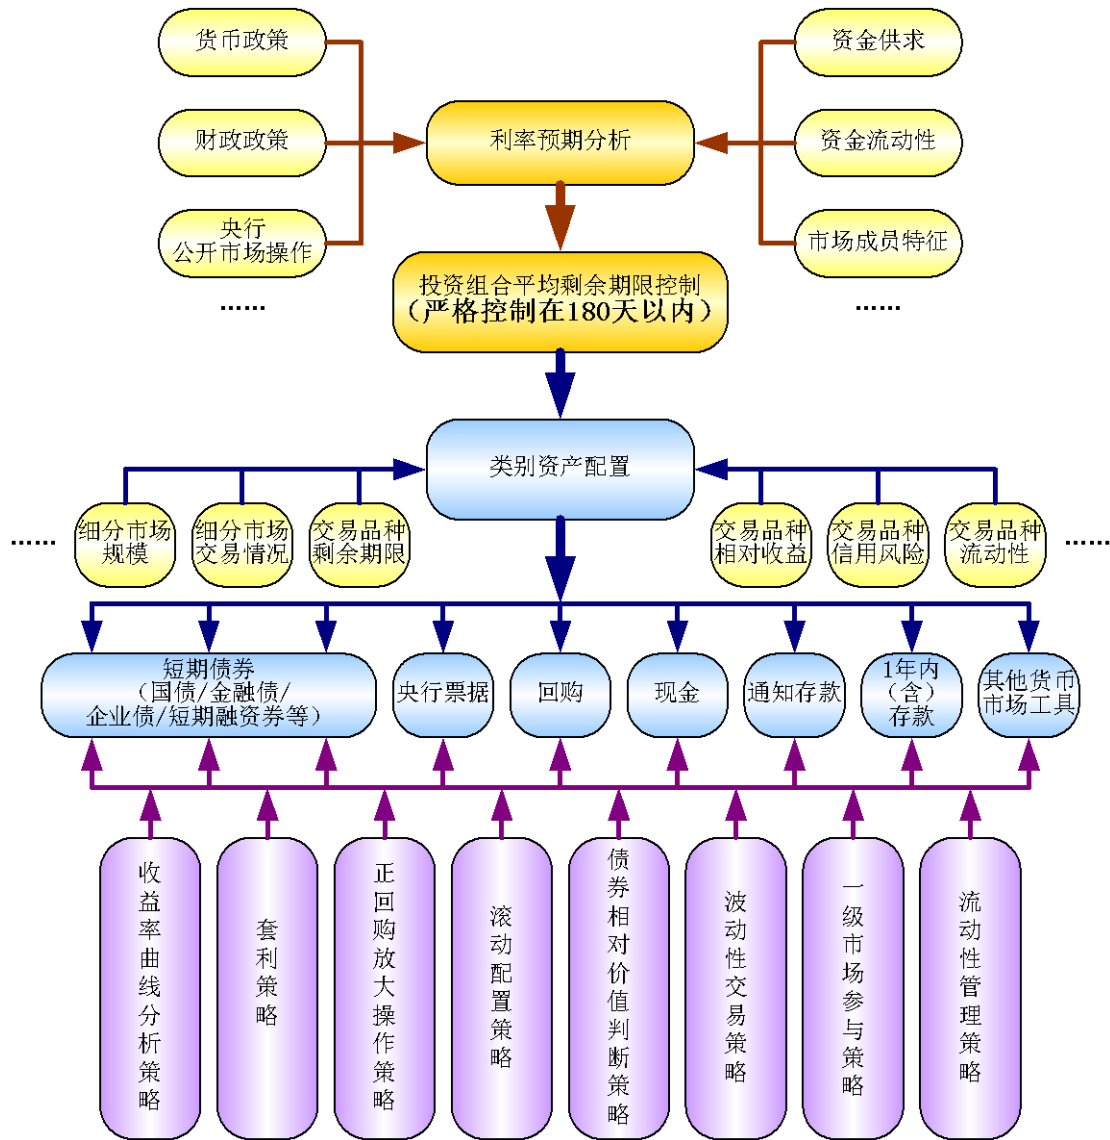 货币政策
资金供求
利率预期分析
财政政策
资金流动性
央行
公开市场操作
市场成员特征
……
投资组合平均剩余期限控制
（严格控制在180天以内）
……
类别资产配置
……
细分市场
规模
细分市场
交易情况
交易品种
剩余期限
交易品种
相对收益
交易品种
信用风险
交易品种
流动性
……
短期债券
（国债/金融债/
企业债/短期融资券等）
央行票据
回购
现金
通知存款
1年内
（含）
存款
其他货币
市场工具
收益率曲线分析策略
套利策略
正回购放大操作策略
滚动配置策略
债券相对价值判断策略
波动性交易策略
一级市场参与策略
流动性管理策略